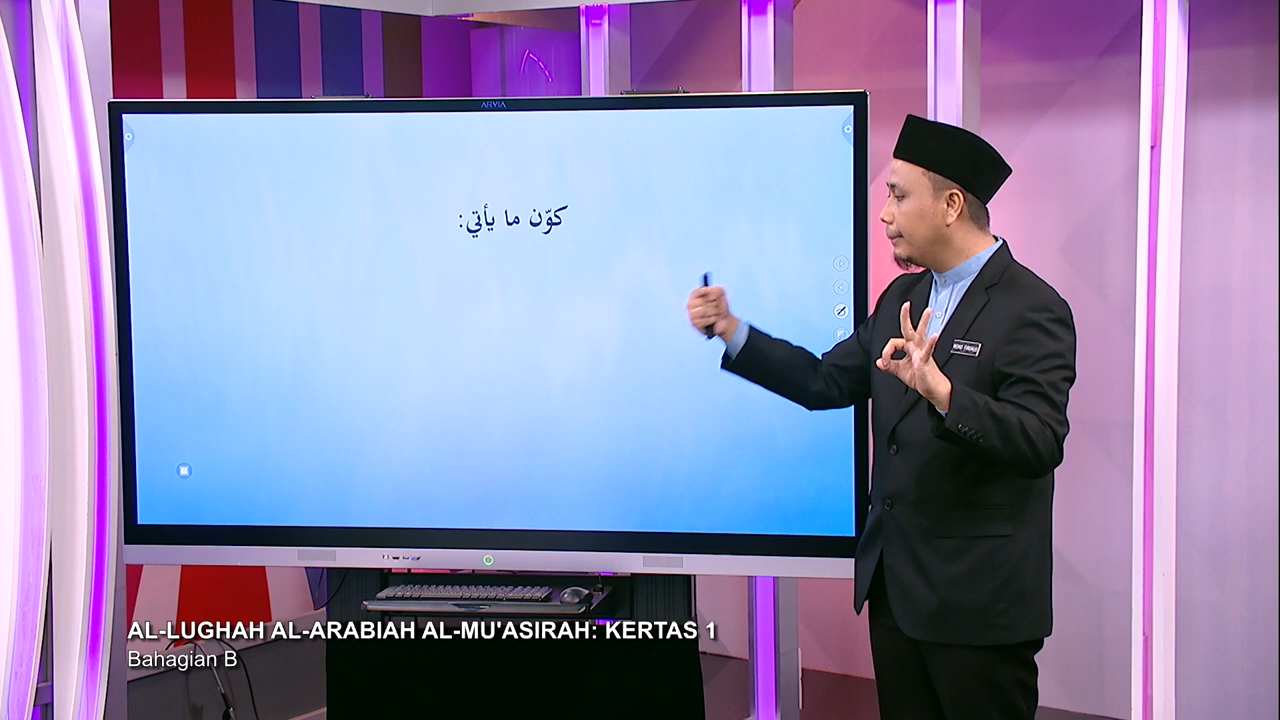 ARVIA
كوّن ما يأتي:
AL-LUGHAH AL-ARABIAH AL-MU'ASIRAH: KERTAS 1
Bahagian B